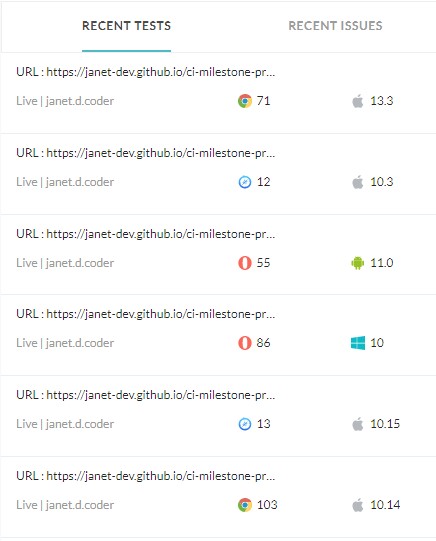 RECENT TESTS RECENT ISSUES
URL : https://janet-dev.github.io/ci-milestone-pr...
Live | janet.d.coder 71 13.3
URL : https://janet-dev.github.io/ci-milestone-pr...
Live | janet.d.coder 12 10.3
URL : https://janet-dev.github.io/ci-milestone-pr...
Live | janet.d.coder 55 11.0
URL : https://janet-dev.github.io/ci-milestone-pr...
Live | janet.d.coder 86 10
URL : https://janet-dev.github.io/ci-milestone-pr...
Live | janet.d.coder 13 10.15
URL : https://janet-dev.github.io/ci-milestone-pr...
Live | janet.d.coder 103 10.14